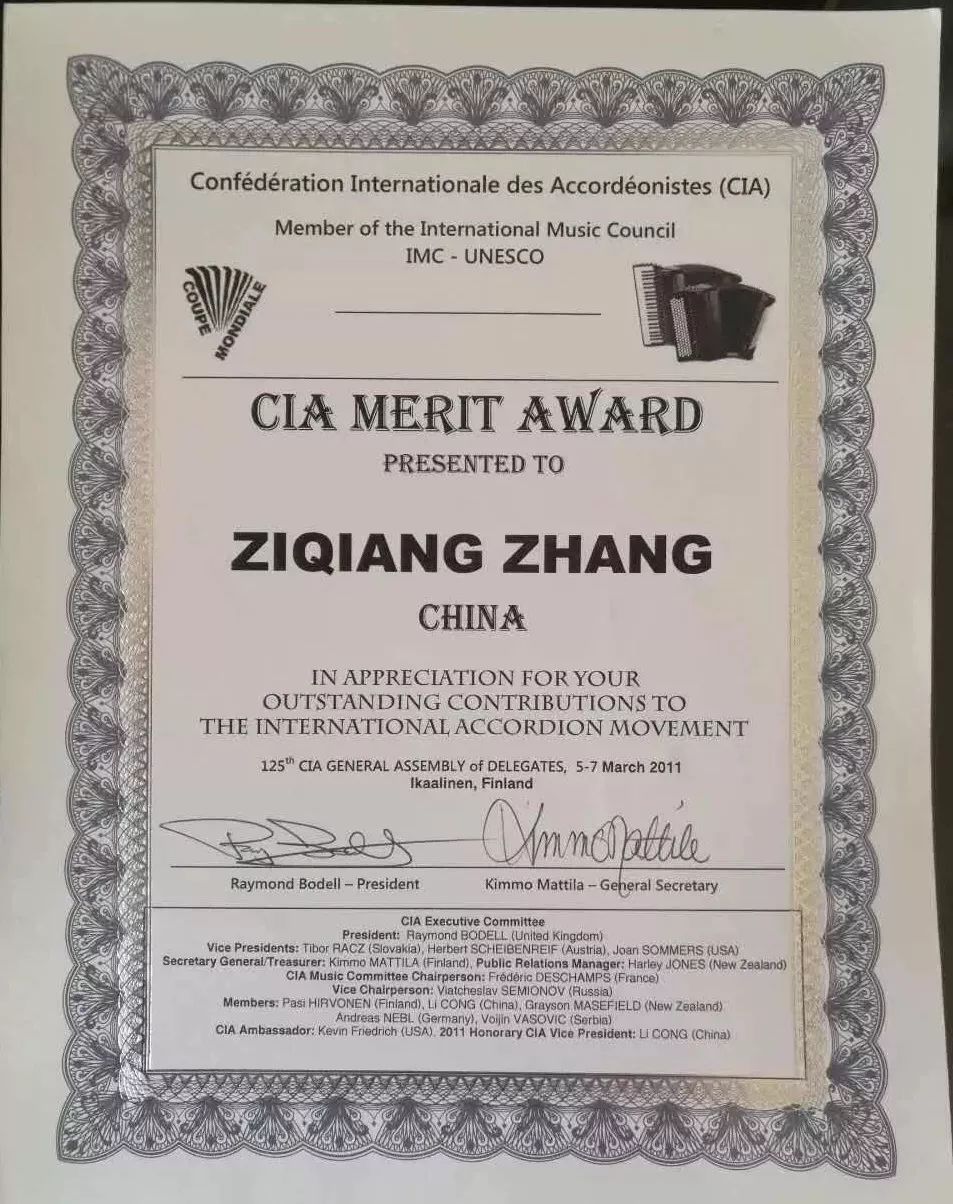 Confédération Internationale des Accordéonistes (CIA)
Member of the International Music Council
IMC - UNESCO
COUPE
MONDIALE
CIA MERIT AWARD
PRESENTED TO
ZIQIANG ZHANG
CHINA
IN APPRECIATION FOR YOUR
OUTSTANDING CONTRIBUTIONS TO
THE INTERNATIONAL ACCORDION MOVEMENT
125th CIA GENERAL ASSEMBLY of DELEGATES, 5-7 March 2011
Ikaalinen, Finland
Raymond Bodell – President
Kimmo Mattila – General Secretary
CIA Executive Committee
President: Raymond BODELL (United Kingdom)
Vice Presidents: Tibor RACZ (Slovakia), Herbert SCHEIBENREIF (Austria), Joan SOMMERS (USA)
Secretary General/Treasurer: Kimmo MATTILA (Finland), Public Relations Manager: Harley JONES (New Zealand)
CIA Music Committee Chairperson: Frédéric DESCHAMPS (France)
Vice Chairperson: Viatcheslav SEMIONOV (Russia)
Members: Pasi HIRVONEN (Finland), Li CONG (China), Grayson MASEFIELD (New Zealand)
Andreas NEBL (Germany), Voijin VASOVIC (Serbia)
CIA Ambassador: Kevin Friedrich (USA), 2011 Honorary CIA Vice President: Li CONG (China)